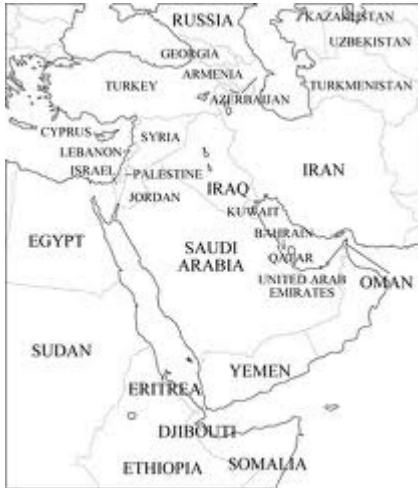 RUSSIA
KAZAKHSTAN
UZBEKISTAN
GEORGIA
ARMENIA
TURKEY
AZERBAIJAN
TURKMENISTAN
CYPRUS
SYRIA
LEBANON
ISRAEL
PALESTINE
IRAN
IRAQ
JORDAN
KUWAIT
EGYPT
BAHRAIN
SAUDI
ARABIA
QATAR
UNITED ARAB
EMIRATES
OMAN
SUDAN
YEMEN
ERITREA
DJIBOUTI
ETHIOPIA
SOMALIA